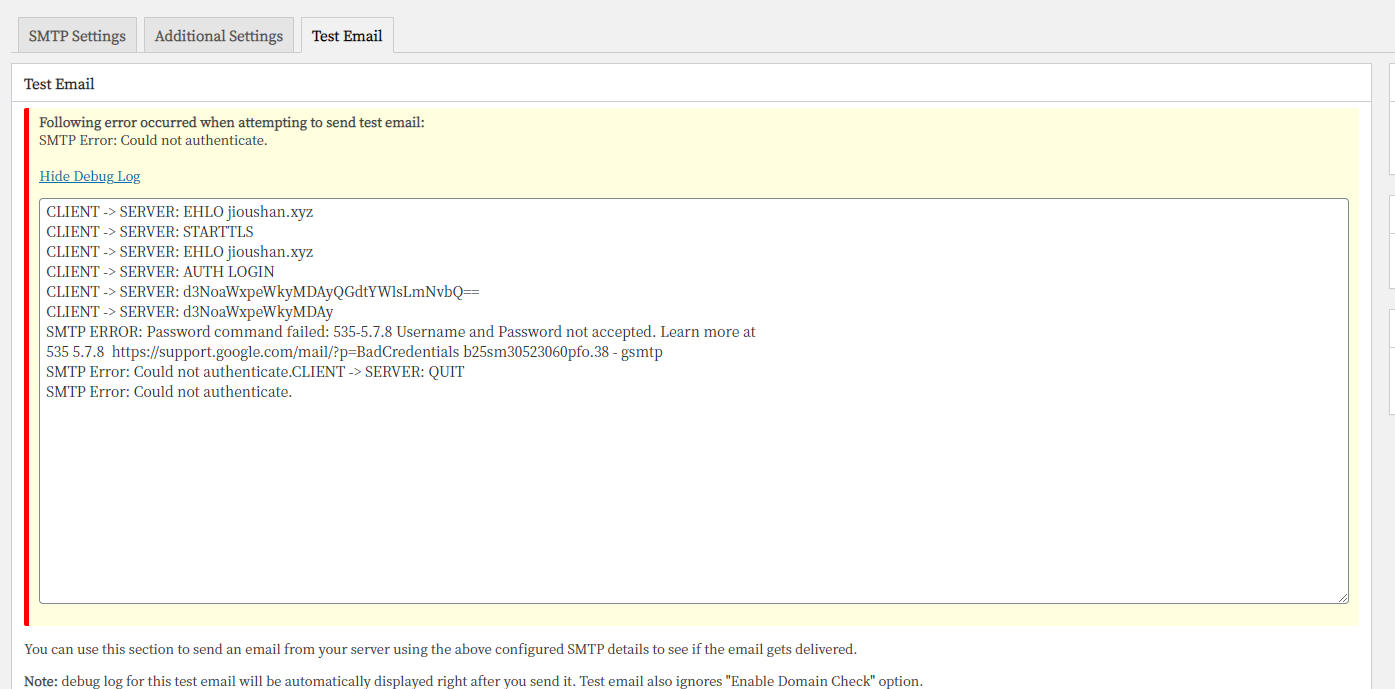 SMTP Settings
Additional Settings
Test Email
Test Email
Following error occurred when attempting to send test email:
SMTP Error: Could not authenticate.
Hide Debug Log
CLIENT -> SERVER: EHLO jioushan.xyz
CLIENT -> SERVER: STARTTLS
CLIENT -> SERVER: EHLO jioushan.xyz
CLIENT -> SERVER: AUTH LOGIN
CLIENT -> SERVER: d3NoaWxpeWkyMDAyQGdtYWlsLmNvbQ==
CLIENT -> SERVER: d3NoaWxpeWkyMDAy
SMTP ERROR: Password command failed: 535-5.7.8 Username and Password not accepted. Learn more at
535 5.7.8  https://support.google.com/mail/?p=BadCredentials b25sm30523060pfo.38 - gsmtp
SMTP Error: Could not authenticate.CLIENT -> SERVER: QUIT
SMTP Error: Could not authenticate.
You can use this section to send an email from your server using the above configured SMTP details to see if the email gets delivered.
Note: debug log for this test email will be automatically displayed right after you send it. Test email also ignores "Enable Domain Check" option.